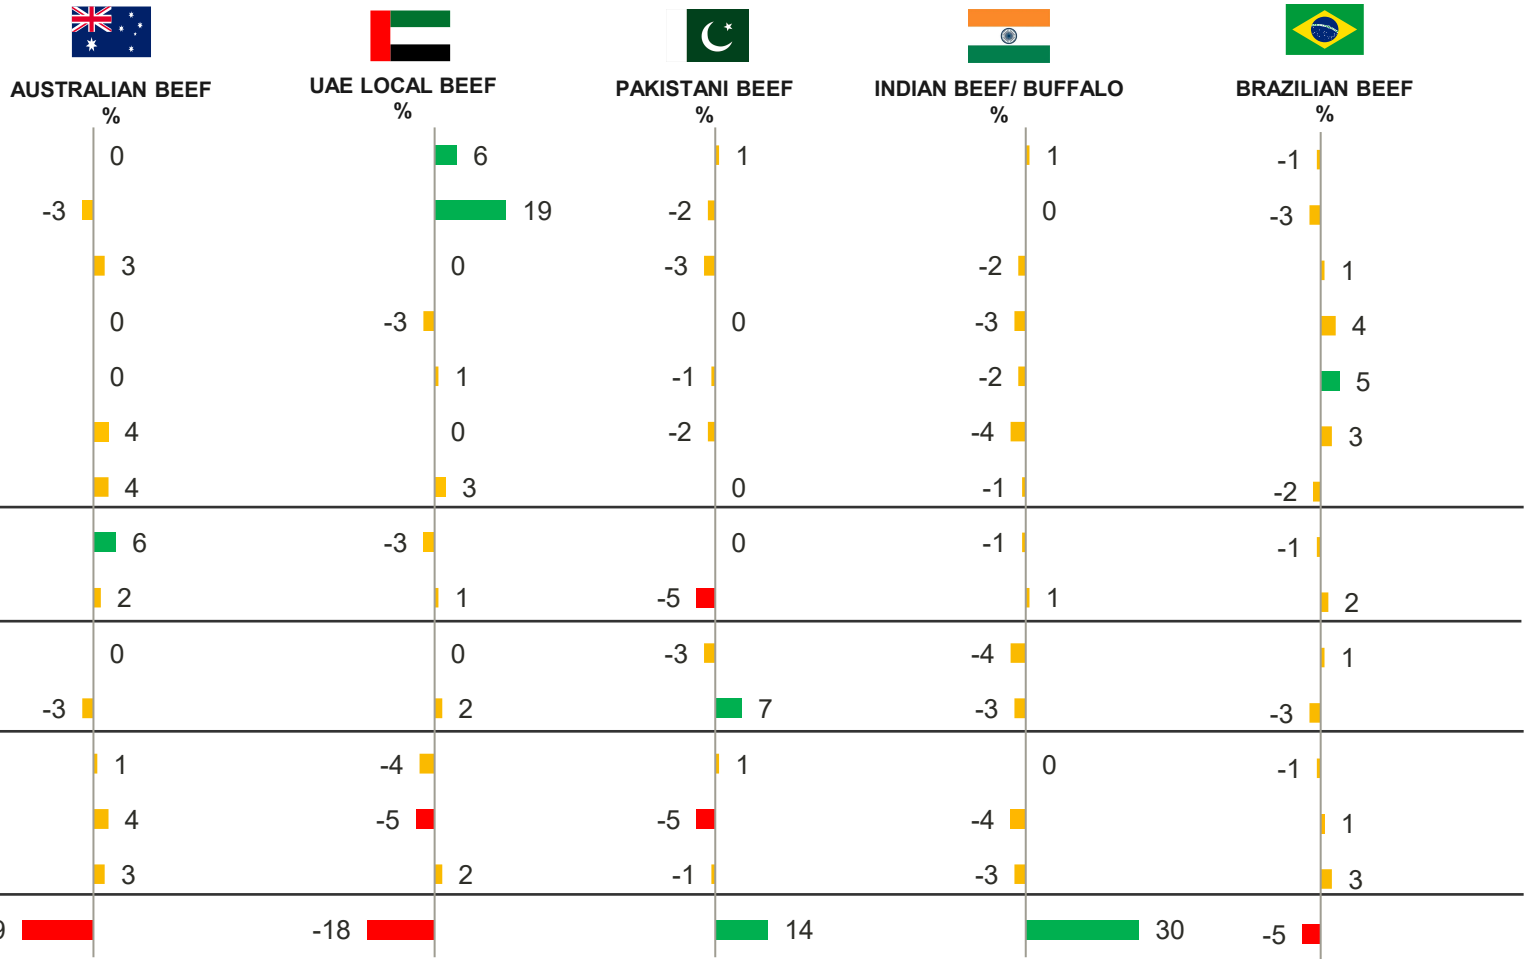 AUSTRALIAN BEEF UAE LOCAL BEEF PAKISTANI BEEF INDIAN BEEF/ BUFFALO BRAZILIAN BEEF
% % % % %
0 6 1 1 -1
-3 19 -2 0 -3
3 0 -3 -2 1
0 -3 0 -3 4
0 1 -1 -2 5
4 0 -2 -4 3
4 3 0 -1 -2
6 -3 0 -1 -1
2 1 -5 1 2
0 0 -3 -4 1
-3 2 7 -3 -3
1 -4 1 0 -1
4 -5 -5 -4 1
3 2 -1 -3 3
-18 14 30 -5